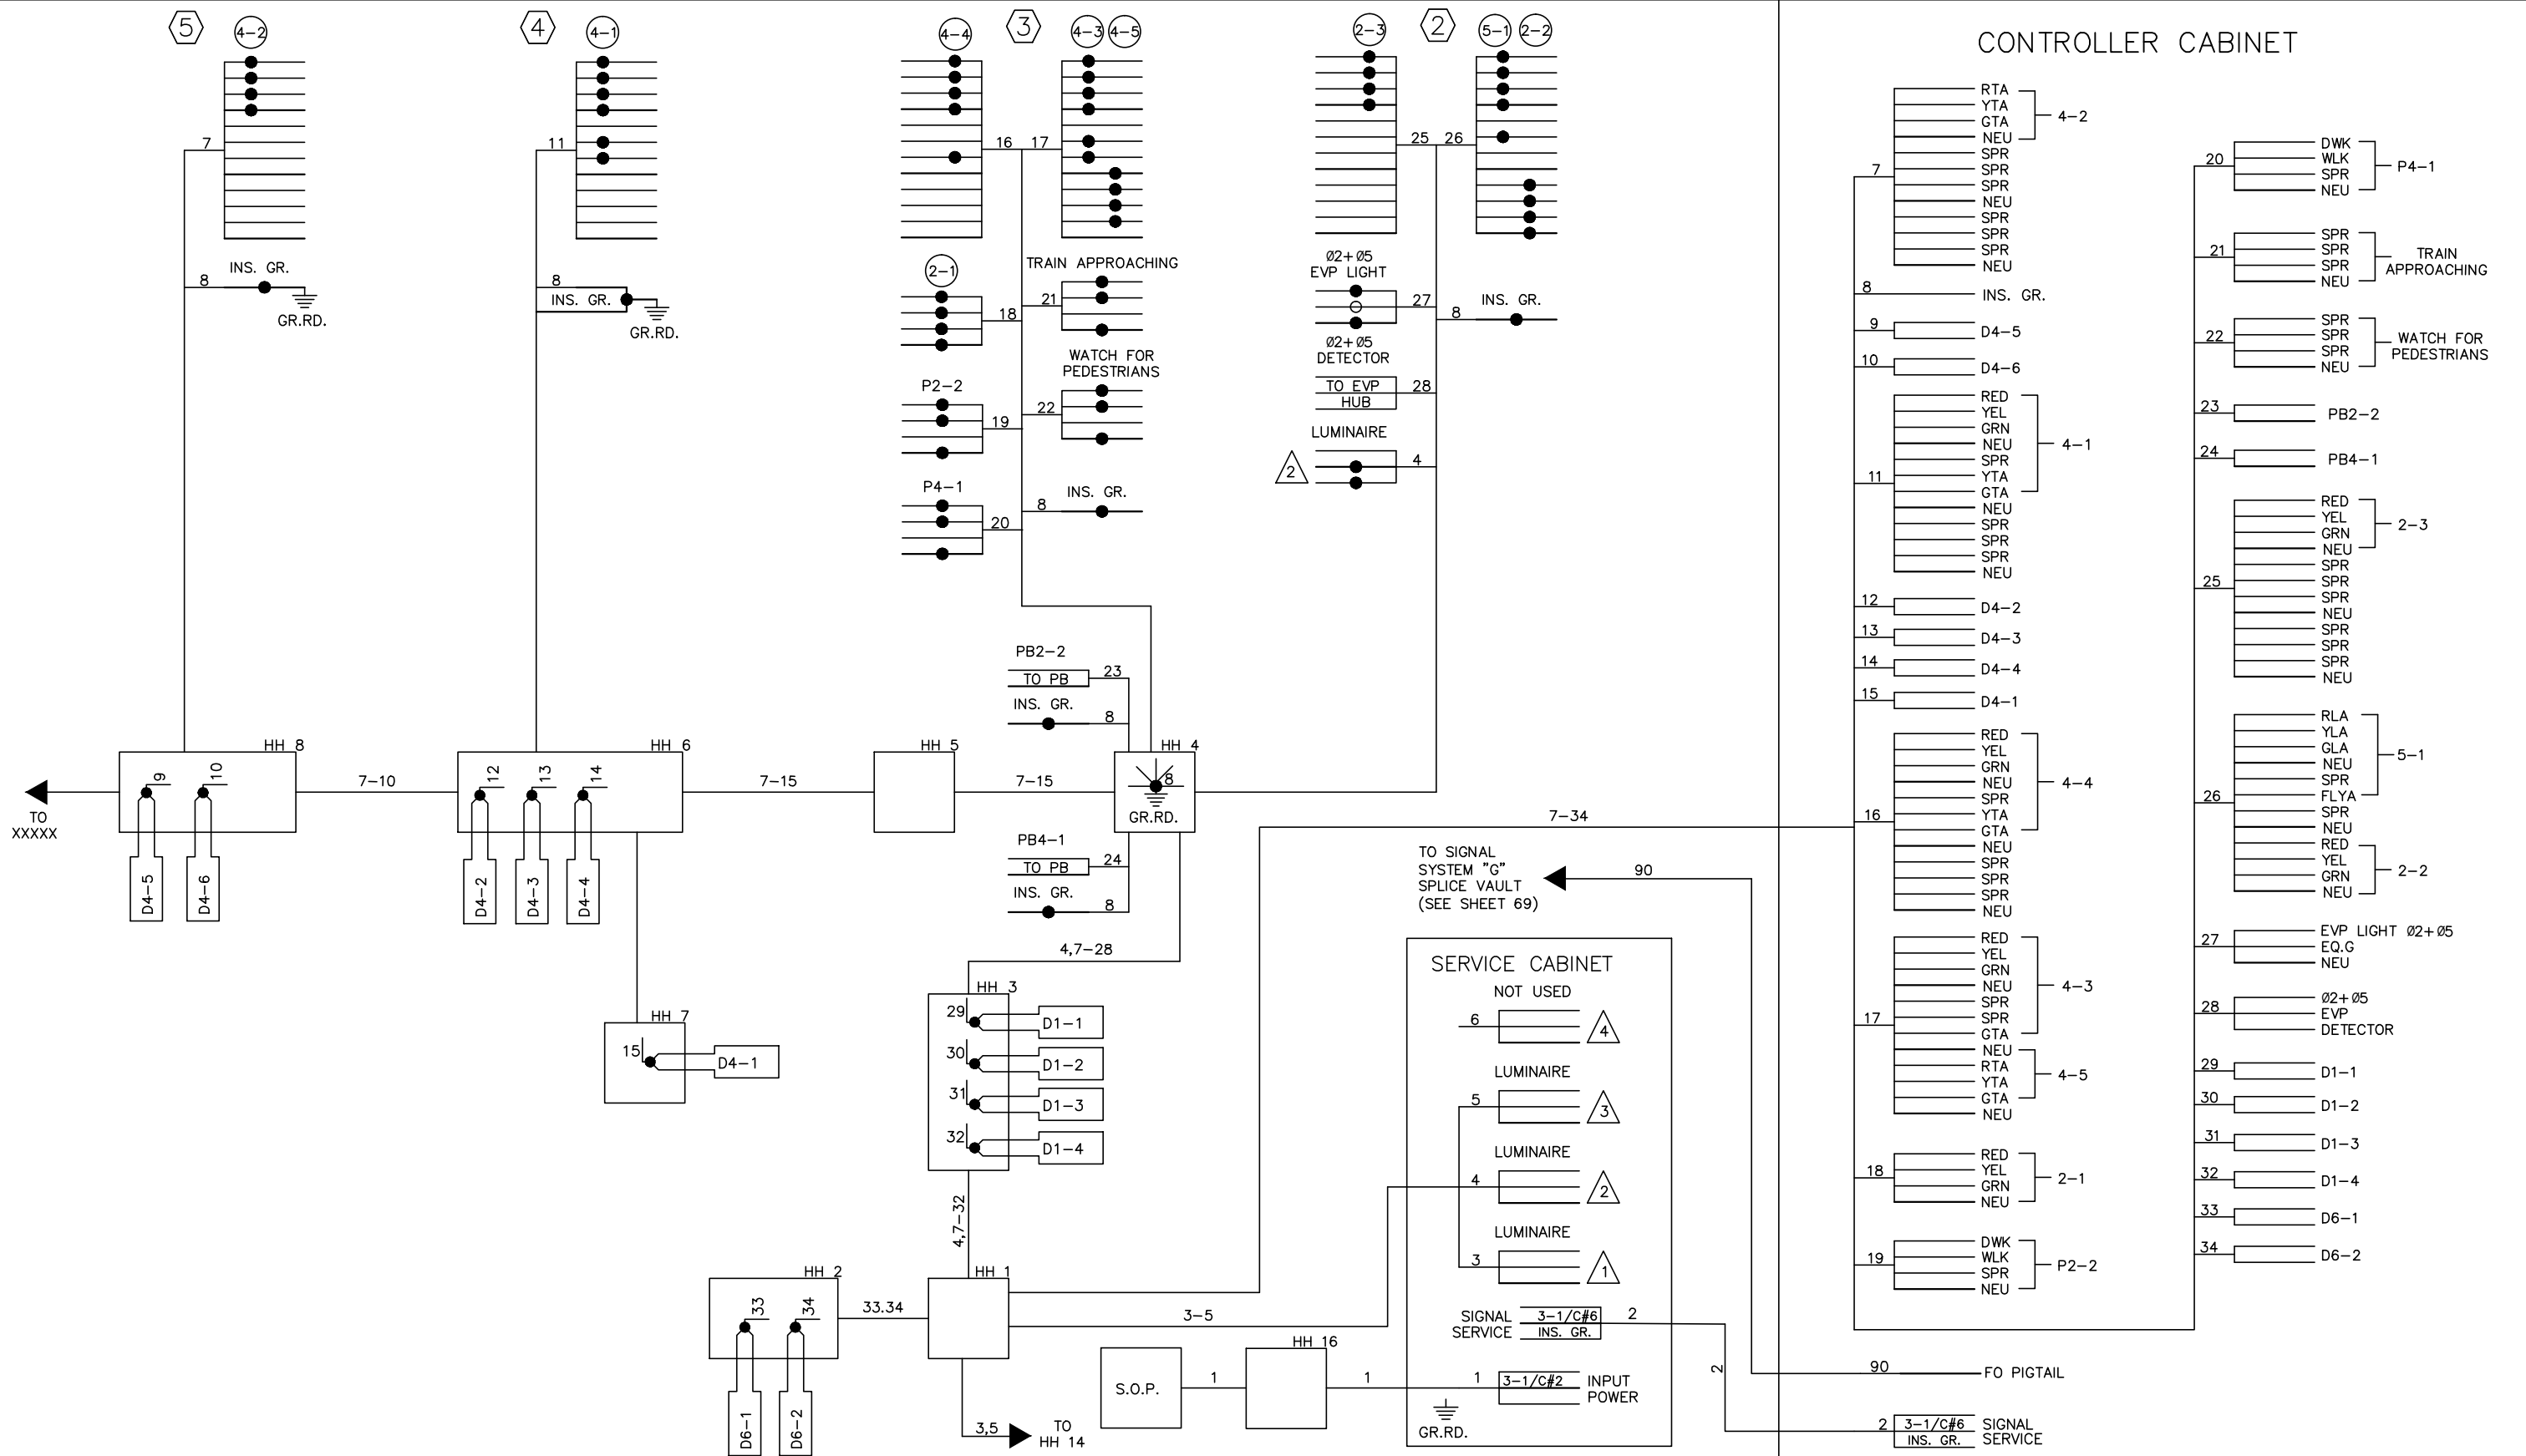 5
4-2
7
INS. GR.
8
GR.RD.
4
4-1
11
8
INS. GR.
GR.RD.
4-4
3
4-3
4-5
16
17
2-1
18
TRAIN APPROACHING
21
WATCH FOR
PEDESTRIANS
22
P2-2
19
P4-1
20
INS. GR.
8
2-3
2
5-1
2-2
25
26
Ø2+Ø5
EVP LIGHT
27
INS. GR.
8
Ø2+Ø5
DETECTOR
TO EVP
HUB
28
LUMINAIRE
2
4
PB2-2
TO PB
23
INS. GR.
8
HH 8
9
10
D4-5
D4-6
TO
XXXXX
7-10
HH 6
12
13
14
D4-2
D4-3
D4-4
7-15
HH 5
7-15
HH 4
8
GR.RD.
PB4-1
TO PB
24
INS. GR.
8
HH 7
15
D4-1
4,7-28
HH 3
29
D1-1
30
D1-2
31
D1-3
32
D1-4
4,7-32
HH 2
33
34
D6-1
D6-2
33.34
HH 1
3-5
3,5
TO
HH 14
7-34
TO SIGNAL
SYSTEM "G"
SPLICE VAULT
(SEE SHEET 69)
90
SERVICE CABINET
NOT USED
6
4
LUMINAIRE
5
3
LUMINAIRE
4
2
LUMINAIRE
3
1
SIGNAL
SERVICE
3-1/C#6
INS. GR.
2
S.O.P.
1
HH 16
1
1
3-1/C#2
INPUT
POWER
GR.RD.
2
CONTROLLER CABINET
7
RTA
YTA
GTA
NEU
SPR
SPR
SPR
NEU
SPR
SPR
SPR
NEU
4-2
8
INS. GR.
9
D4-5
10
D4-6
11
RED
YEL
GRN
NEU
SPR
YTA
GTA
NEU
SPR
SPR
SPR
NEU
4-1
12
D4-2
13
D4-3
14
D4-4
15
D4-1
16
RED
YEL
GRN
NEU
SPR
YTA
GTA
NEU
SPR
SPR
SPR
NEU
4-4
17
RED
YEL
GRN
NEU
SPR
SPR
GTA
NEU
RTA
YTA
GTA
NEU
4-3
4-5
18
RED
YEL
GRN
NEU
2-1
19
DWK
WLK
SPR
NEU
P2-2
20
DWK
WLK
SPR
NEU
P4-1
21
SPR
SPR
SPR
NEU
TRAIN
APPROACHING
22
SPR
SPR
SPR
NEU
WATCH FOR
PEDESTRIANS
23
PB2-2
24
PB4-1
25
RED
YEL
GRN
NEU
SPR
SPR
SPR
NEU
SPR
SPR
SPR
NEU
2-3
26
RLA
YLA
GLA
NEU
SPR
FLYA
SPR
NEU
RED
YEL
GRN
NEU
5-1
2-2
27
EVP LIGHT Ø2+Ø5
EQ.G
NEU
28
Ø2+Ø5
EVP
DETECTOR
29
D1-1
30
D1-2
31
D1-3
32
D1-4
33
D6-1
34
D6-2
90
FO PIGTAIL
2
3-1/C#6
INS. GR.
SIGNAL
SERVICE